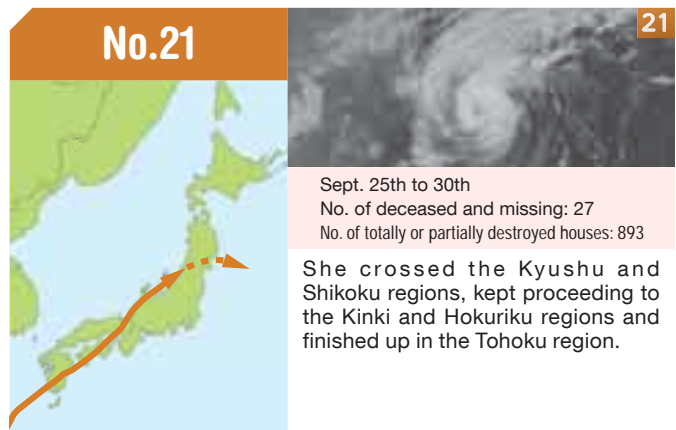 No.21
21
Sept. 25th to 30th
No. of deceased and missing: 27
No. of totally or partially destroyed houses: 893
She crossed the Kyushu and
Shikoku regions, kept proceeding to
the Kinki and Hokuriku regions and
finished up in the Tohoku region.